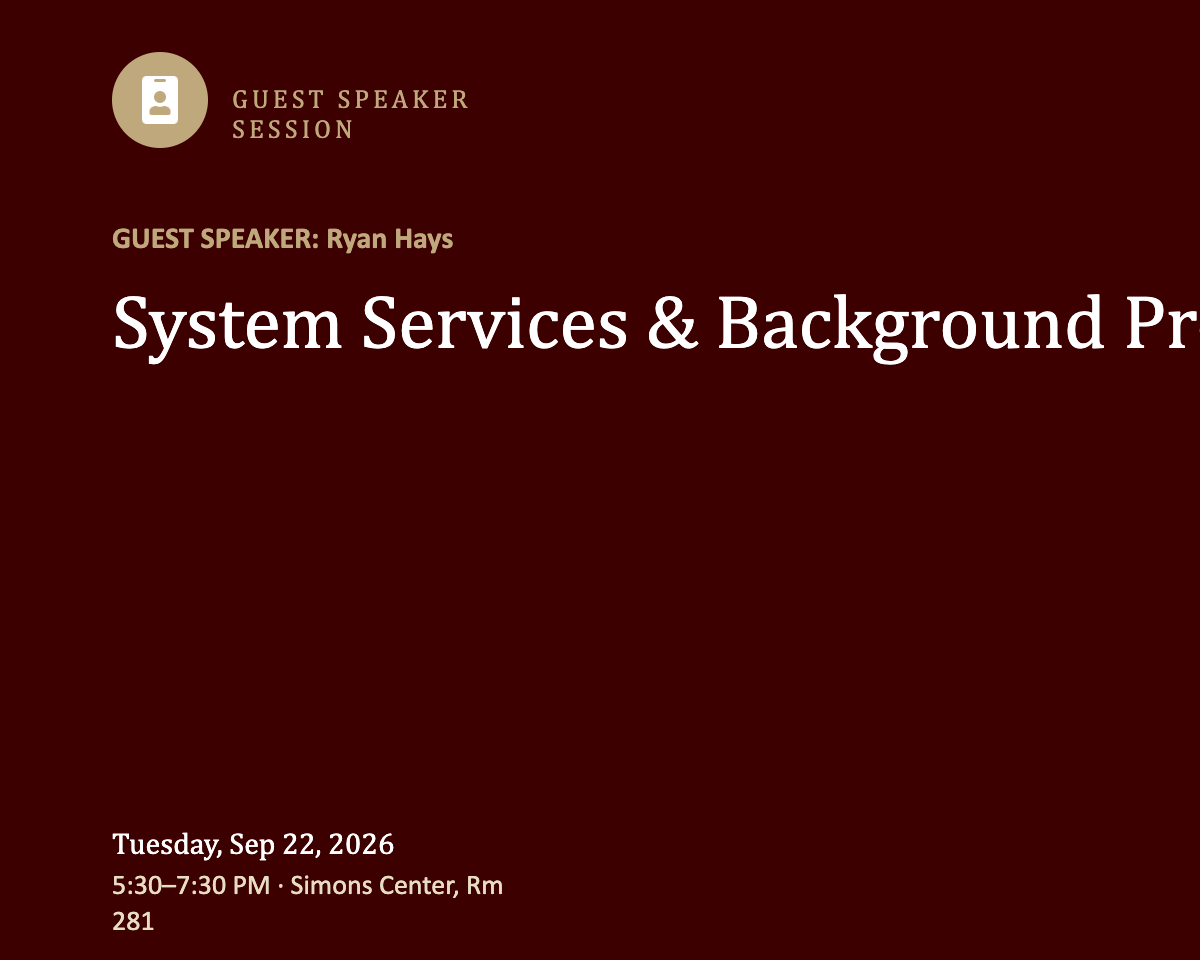 GUEST SPEAKER
SESSION
GUEST SPEAKER: Ryan Hays
System Services & Background Pr
Tuesday, Sep 22, 2026
5:30–7:30 PM · Simons Center, Rm
281